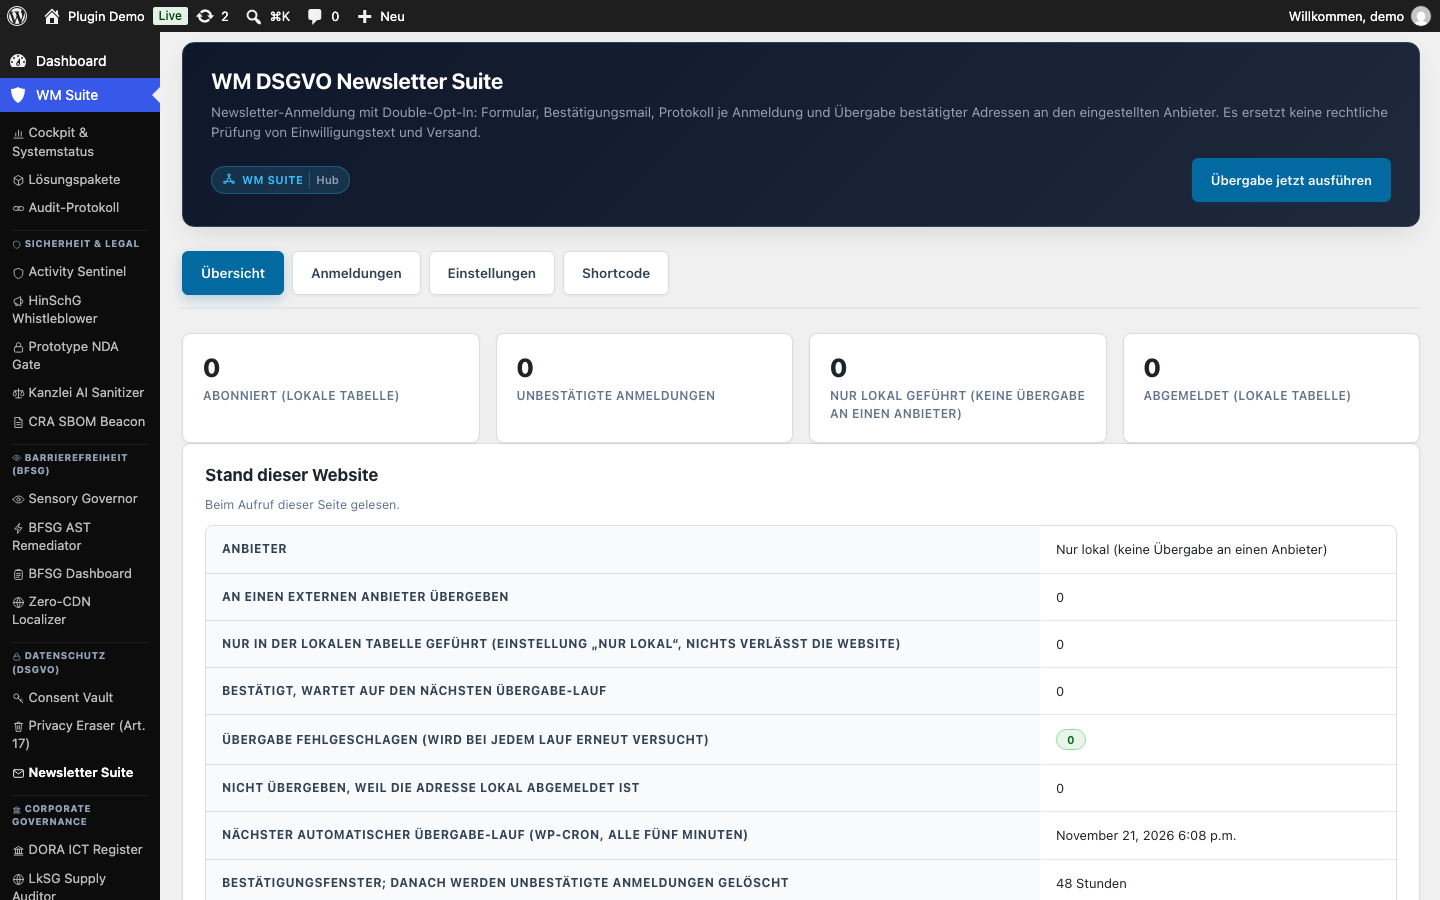 Plugin Demo Live 2 ⌘K 0 Neu Willkommen, demo
Dashboard
WM Suite
Cockpit &
Systemstatus
Lösungspakete
Audit-Protokoll
SICHERHEIT & LEGAL
Activity Sentinel
HinSchG
Whistleblower
Prototype NDA
Gate
Kanzlei AI Sanitizer
CRA SBOM Beacon
BARRIEREFREIHEIT
(BFSG)
Sensory Governor
BFSG AST
Remediator
BFSG Dashboard
Zero-CDN
Localizer
DATENSCHUTZ
(DSGVO)
Consent Vault
Privacy Eraser (Art.
17)
Newsletter Suite
CORPORATE
GOVERNANCE
DORA ICT Register
LkSG Supply
Auditor
WM DSGVO Newsletter Suite
Newsletter-Anmeldung mit Double-Opt-In: Formular, Bestätigungsmail, Protokoll je Anmeldung und Übergabe bestätigter Adressen an den eingestellten Anbieter. Es ersetzt keine rechtliche
Prüfung von Einwilligungstext und Versand.
WM SUITE Hub
Übergabe jetzt ausführen
Übersicht Anmeldungen Einstellungen Shortcode
0
ABONNIERT (LOKALE TABELLE)
0
UNBESTÄTIGTE ANMELDUNGEN
0
NUR LOKAL GEFÜHRT (KEINE ÜBERGABE
AN EINEN ANBIETER)
0
ABGEMELDET (LOKALE TABELLE)
Stand dieser Website
Beim Aufruf dieser Seite gelesen.
ANBIETER Nur lokal (keine Übergabe an einen Anbieter)
AN EINEN EXTERNEN ANBIETER ÜBERGEBEN 0
NUR IN DER LOKALEN TABELLE GEFÜHRT (EINSTELLUNG „NUR LOKAL“, NICHTS VERLÄSST DIE WEBSITE) 0
BESTÄTIGT, WARTET AUF DEN NÄCHSTEN ÜBERGABE-LAUF 0
ÜBERGABE FEHLGESCHLAGEN (WIRD BEI JEDEM LAUF ERNEUT VERSUCHT) 0
NICHT ÜBERGEBEN, WEIL DIE ADRESSE LOKAL ABGEMELDET IST 0
NÄCHSTER AUTOMATISCHER ÜBERGABE-LAUF (WP-CRON, ALLE FÜNF MINUTEN) November 21, 2026 6:08 p.m.
BESTÄTIGUNGSFENSTER; DANACH WERDEN UNBESTÄTIGTE ANMELDUNGEN GELÖSCHT 48 Stunden